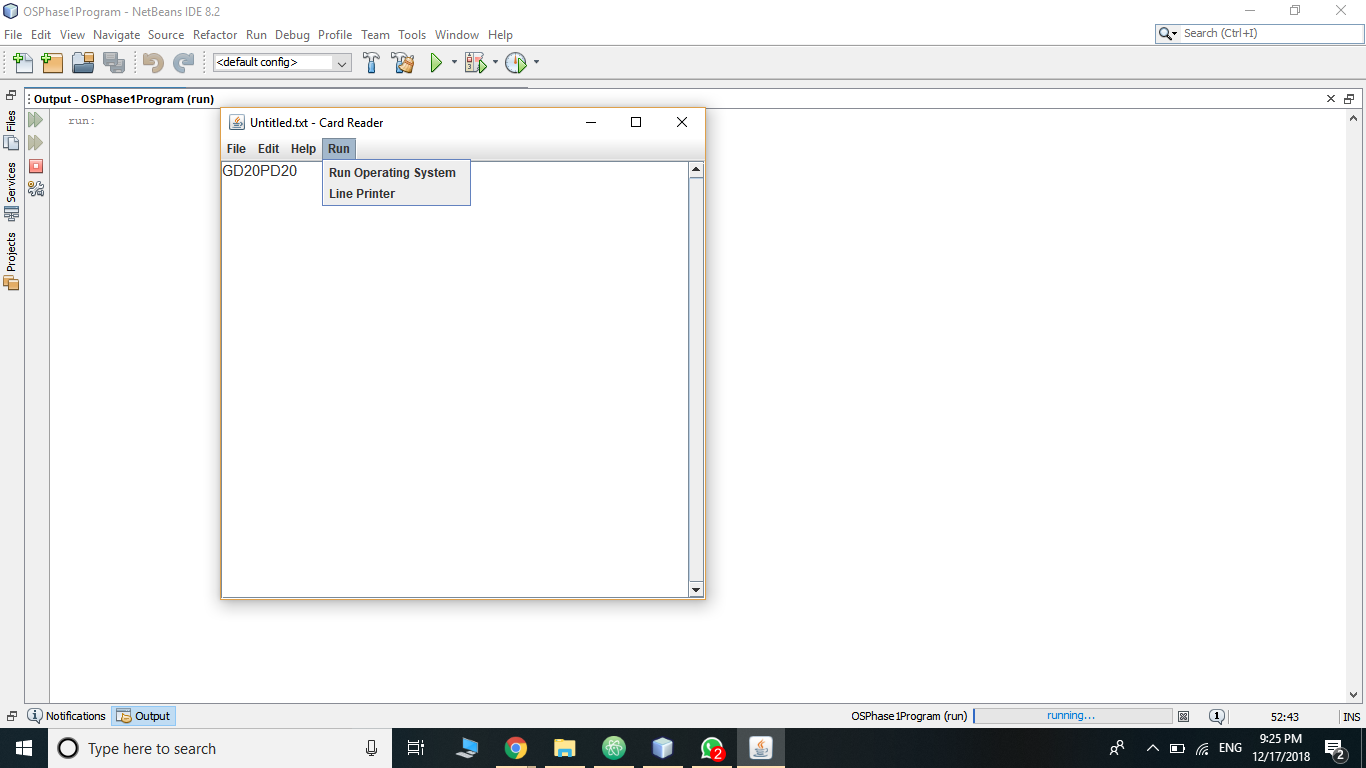 OSPhase1Program - NetBeans IDE 8.2
File Edit View Navigate Source Refactor Run Debug Profile Team Tools Window Help
Search (Ctrl+I)
<default config>
Output - OSPhase1Program (run)
run:
Files
Services
Projects
Untitled.txt - Card Reader
File Edit Help Run
GD20PD20
Run Operating System
Line Printer
Notifications Output
OSPhase1Program (run) running... 1 52:43 INS
Type here to search
2
ENG
9:25 PM
12/17/2018
2